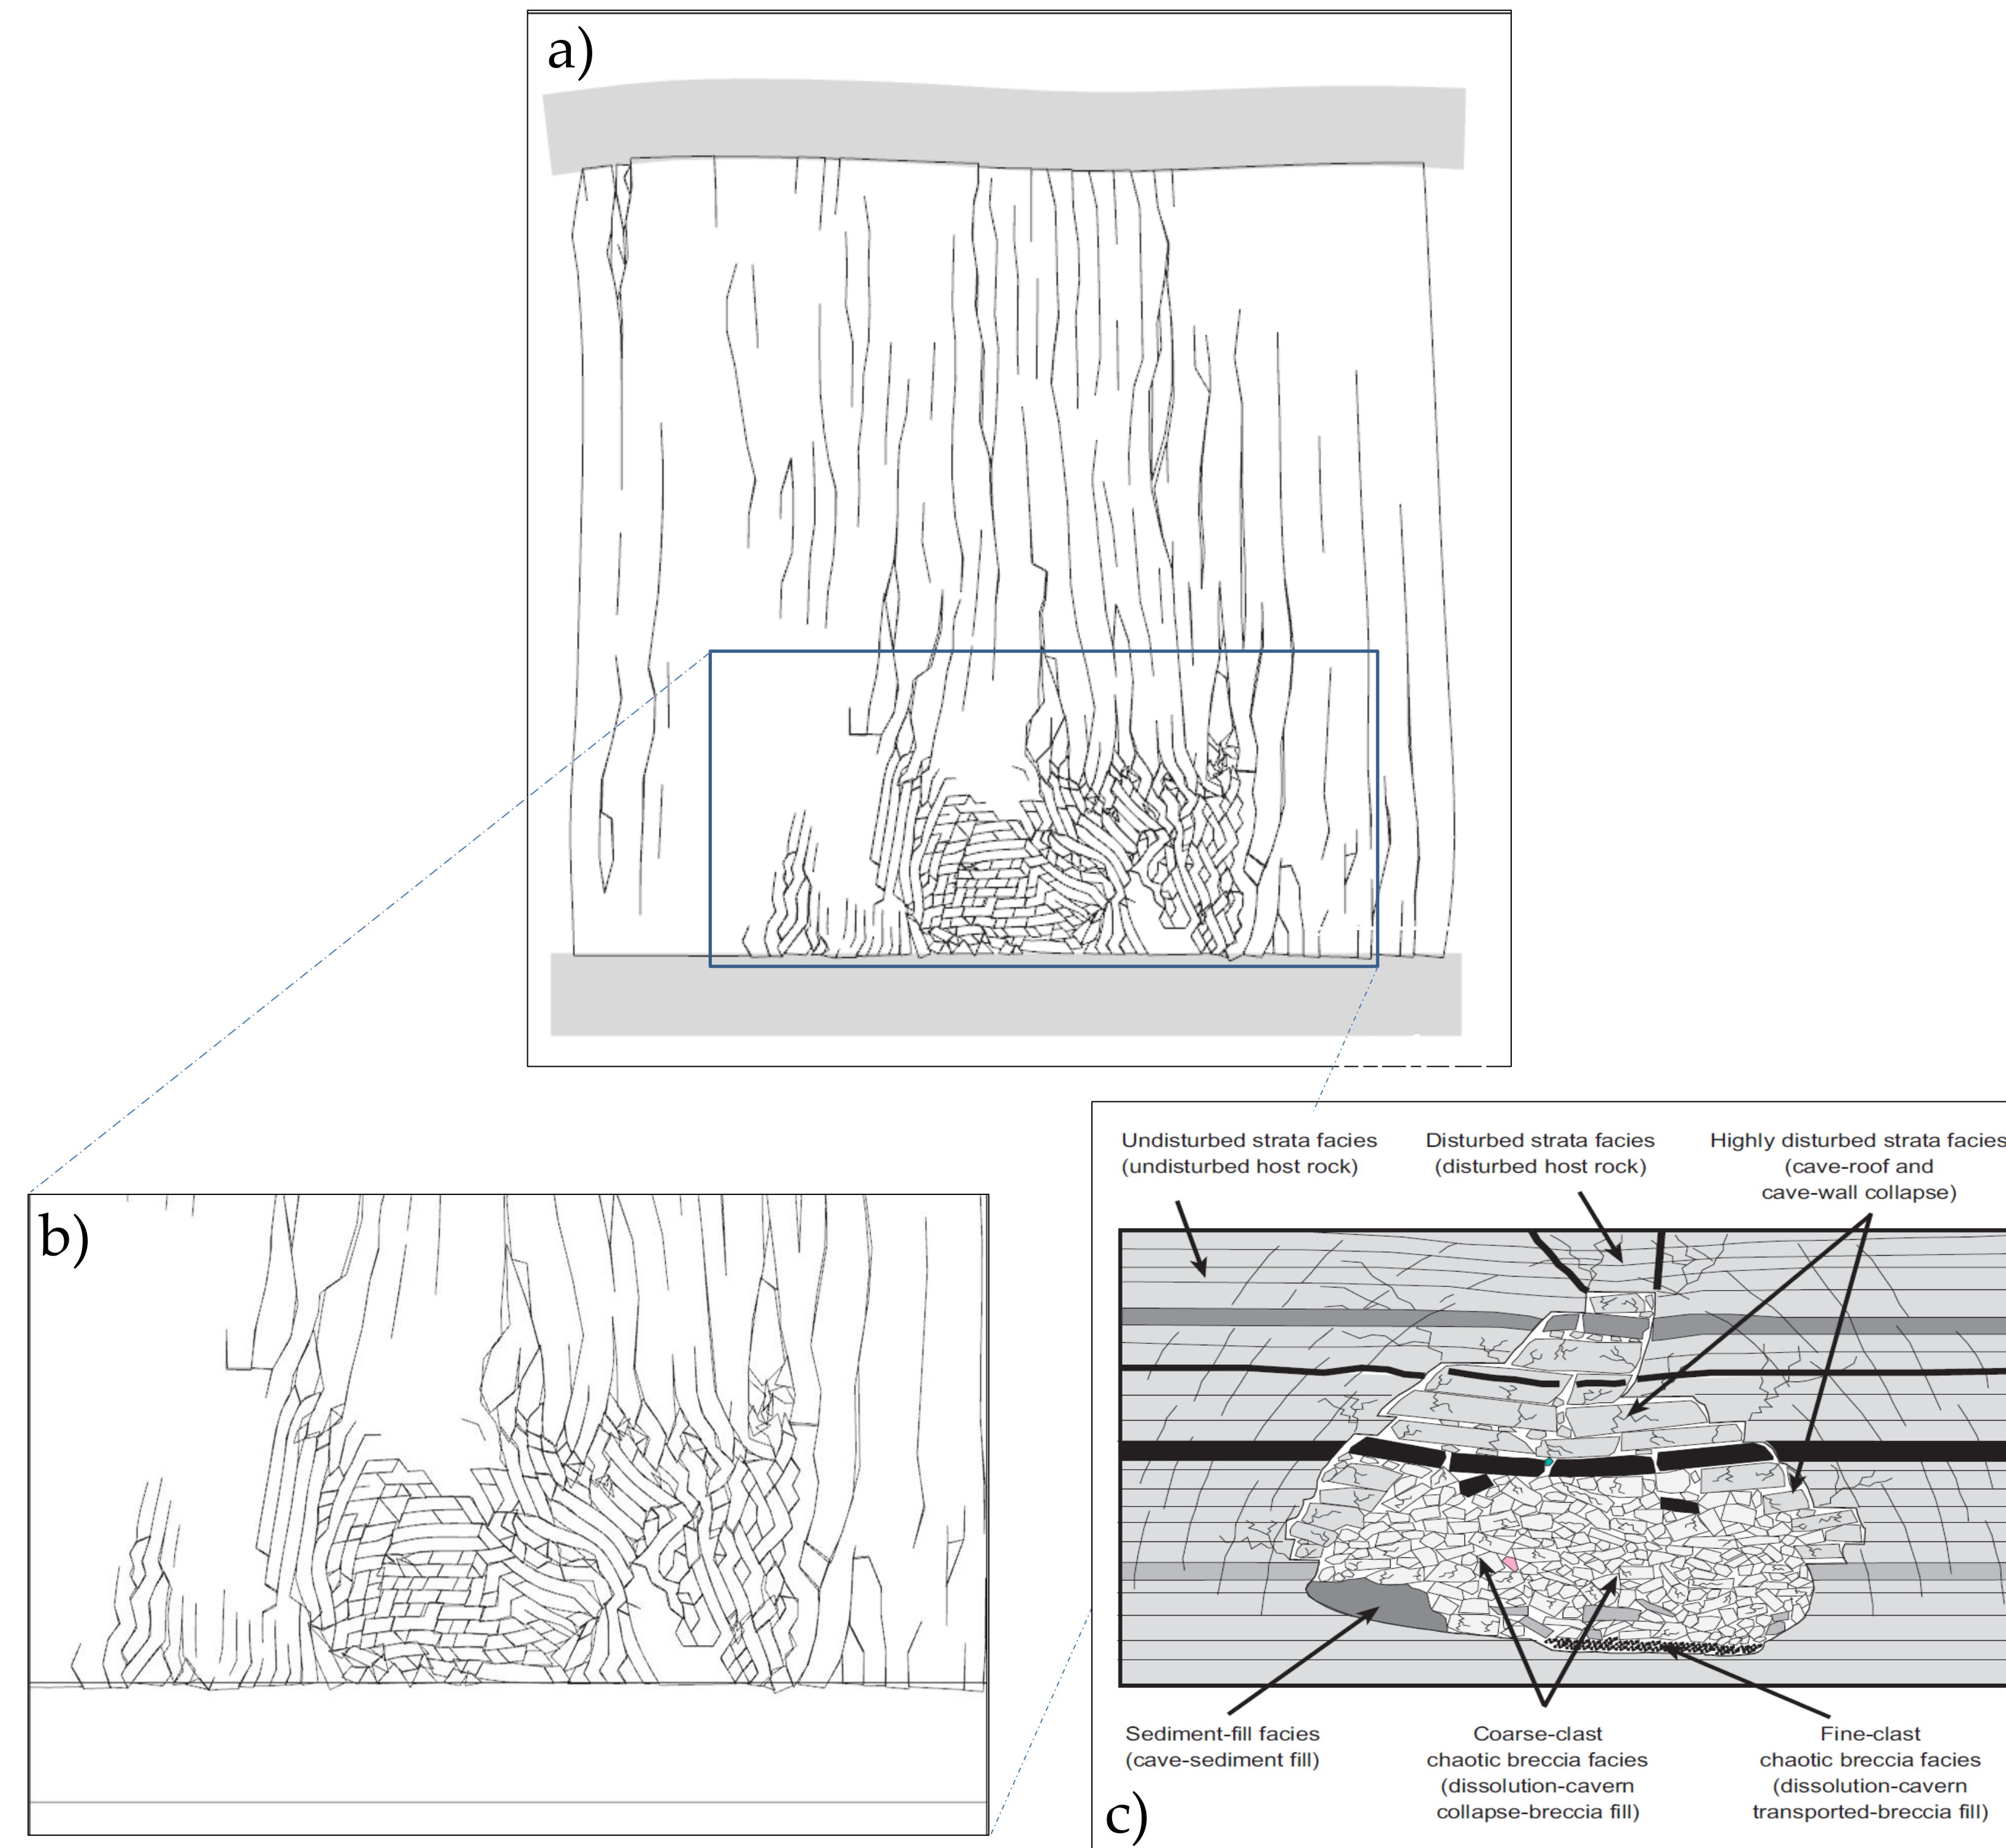 a)
b)
Undisturbed strata facies
(undisturbed host rock)
Disturbed strata facies
(disturbed host rock)
Highly disturbed strata facies
(cave-roof and
cave-wall collapse)
Sediment-fill facies
(cave-sediment fill)
Coarse-clast
chaotic breccia facies
(dissolution-cavern
collapse-breccia fill)
Fine-clast
chaotic breccia facies
(dissolution-cavern
transported-breccia fill)
c)